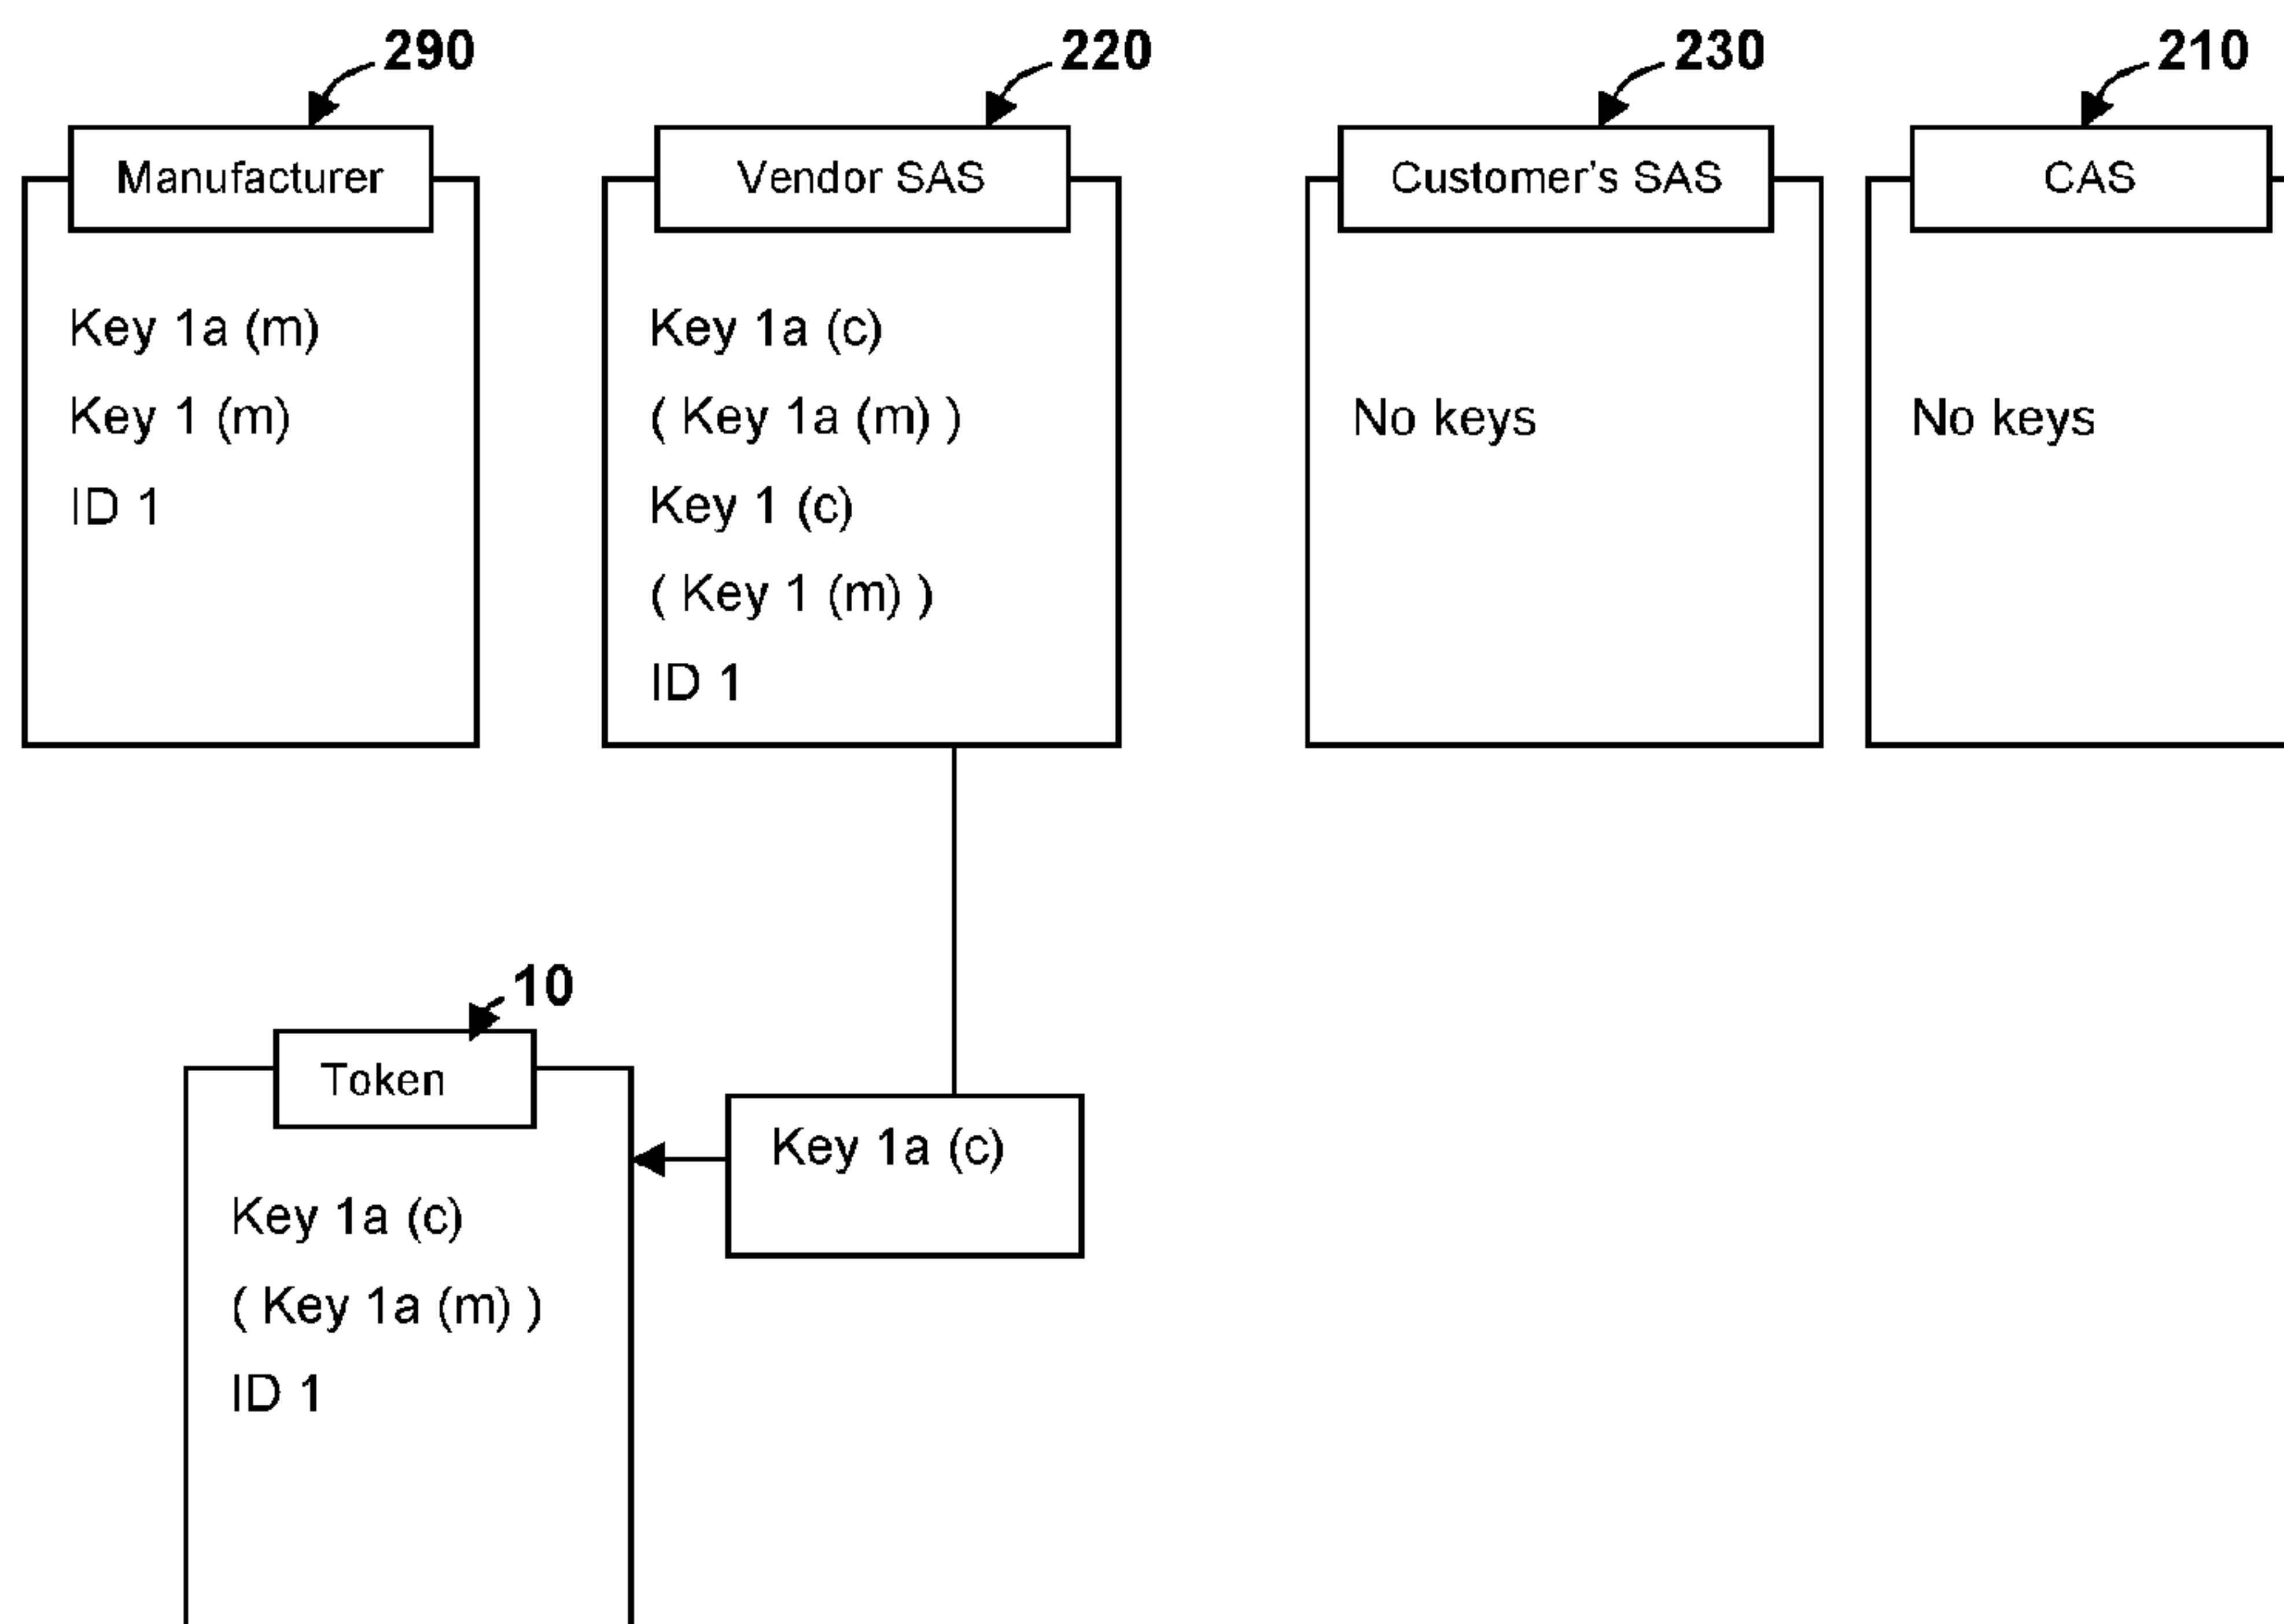 290
220
230
210
Manufacturer
Vendor SAS
Customer's SAS
CAS
Key 1a (m)
Key 1 (m)
ID 1
Key 1a (c)
( Key 1a (m) )
Key 1 (c)
( Key 1 (m) )
ID 1
No keys
No keys
10
Token
Key 1a (c)
( Key 1a (m) )
ID 1
Key 1a (c)